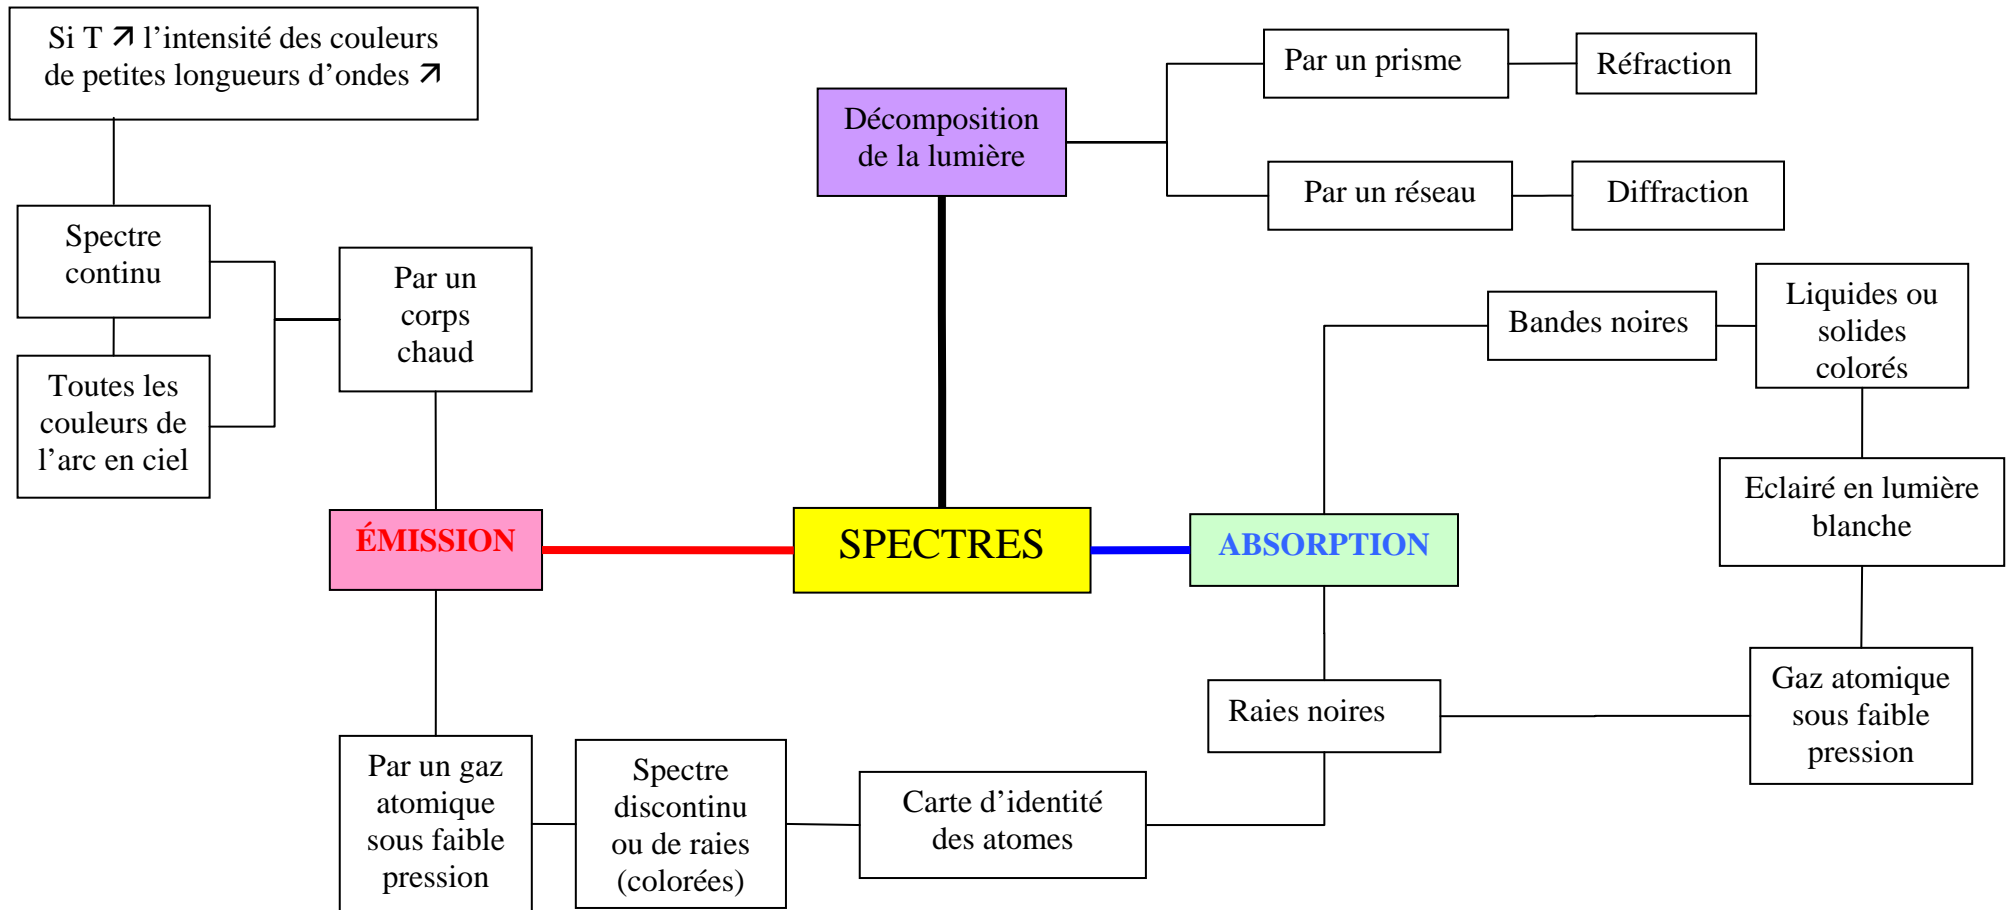 Si T ↗ l’intensité des couleurs
de petites longueurs d’ondes ↗
Décomposition
de la lumière
Par un prisme
Réfraction
Par un réseau
Diffraction
Spectre
continu
Par un
corps
chaud
Toutes les
couleurs de
l’arc en ciel
Bandes noires
Liquides ou
solides
colorés
Eclairé en lumière
blanche
ÉMISSION
SPECTRES
ABSORPTION
Raies noires
Gaz atomique
sous faible
pression
Par un gaz
atomique
sous faible
pression
Spectre
discontinu
ou de raies
(colorées)
Carte d’identité
des atomes